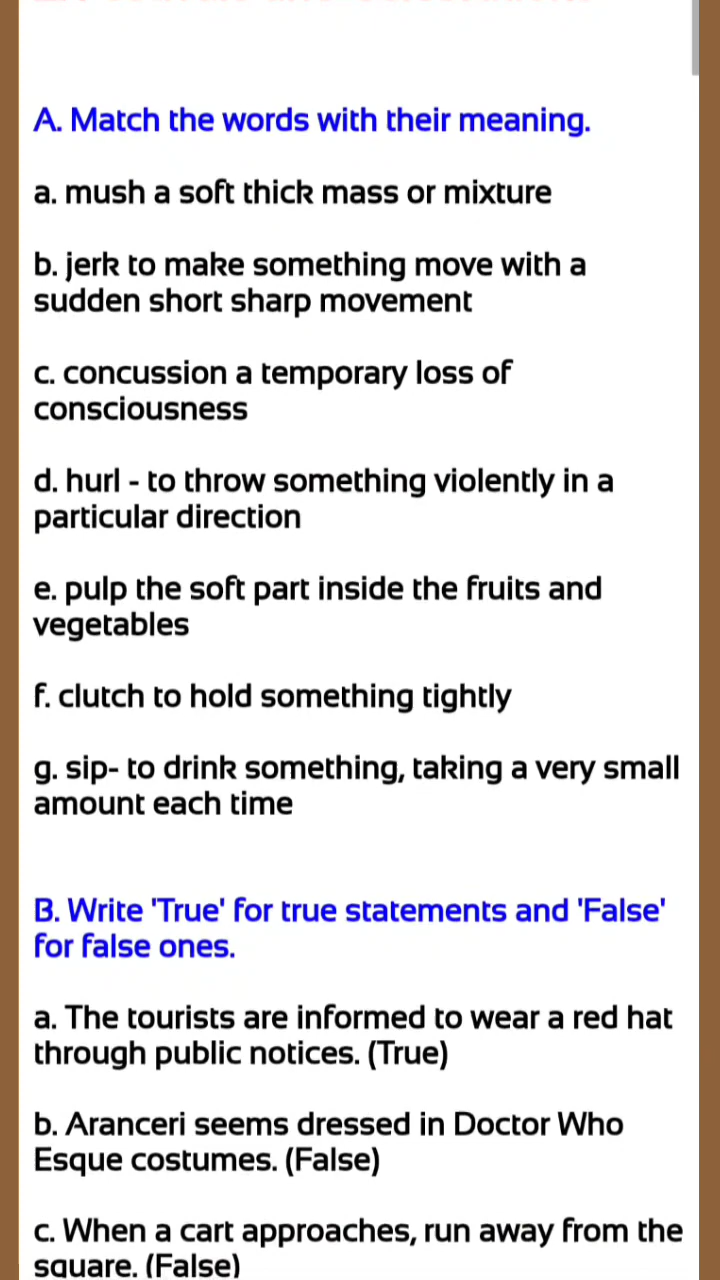 A. Match the words with their meaning.
a. mush a soft thick mass or mixture
b. jerk to make something move with a
sudden short sharp movement
c. concussion a temporary loss of
consciousness
d. hurl - to throw something violently in a
particular direction
e. pulp the soft part inside the fruits and
vegetables
f. clutch to hold something tightly
g. sip- to drink something, taking a very small
amount each time
B. Write 'True' for true statements and 'False'
for false ones.
a. The tourists are informed to wear a red hat
through public notices. (True)
b. Aranceri seems dressed in Doctor Who
Esque costumes. (False)
c. When a cart approaches, run away from the
square. (False)